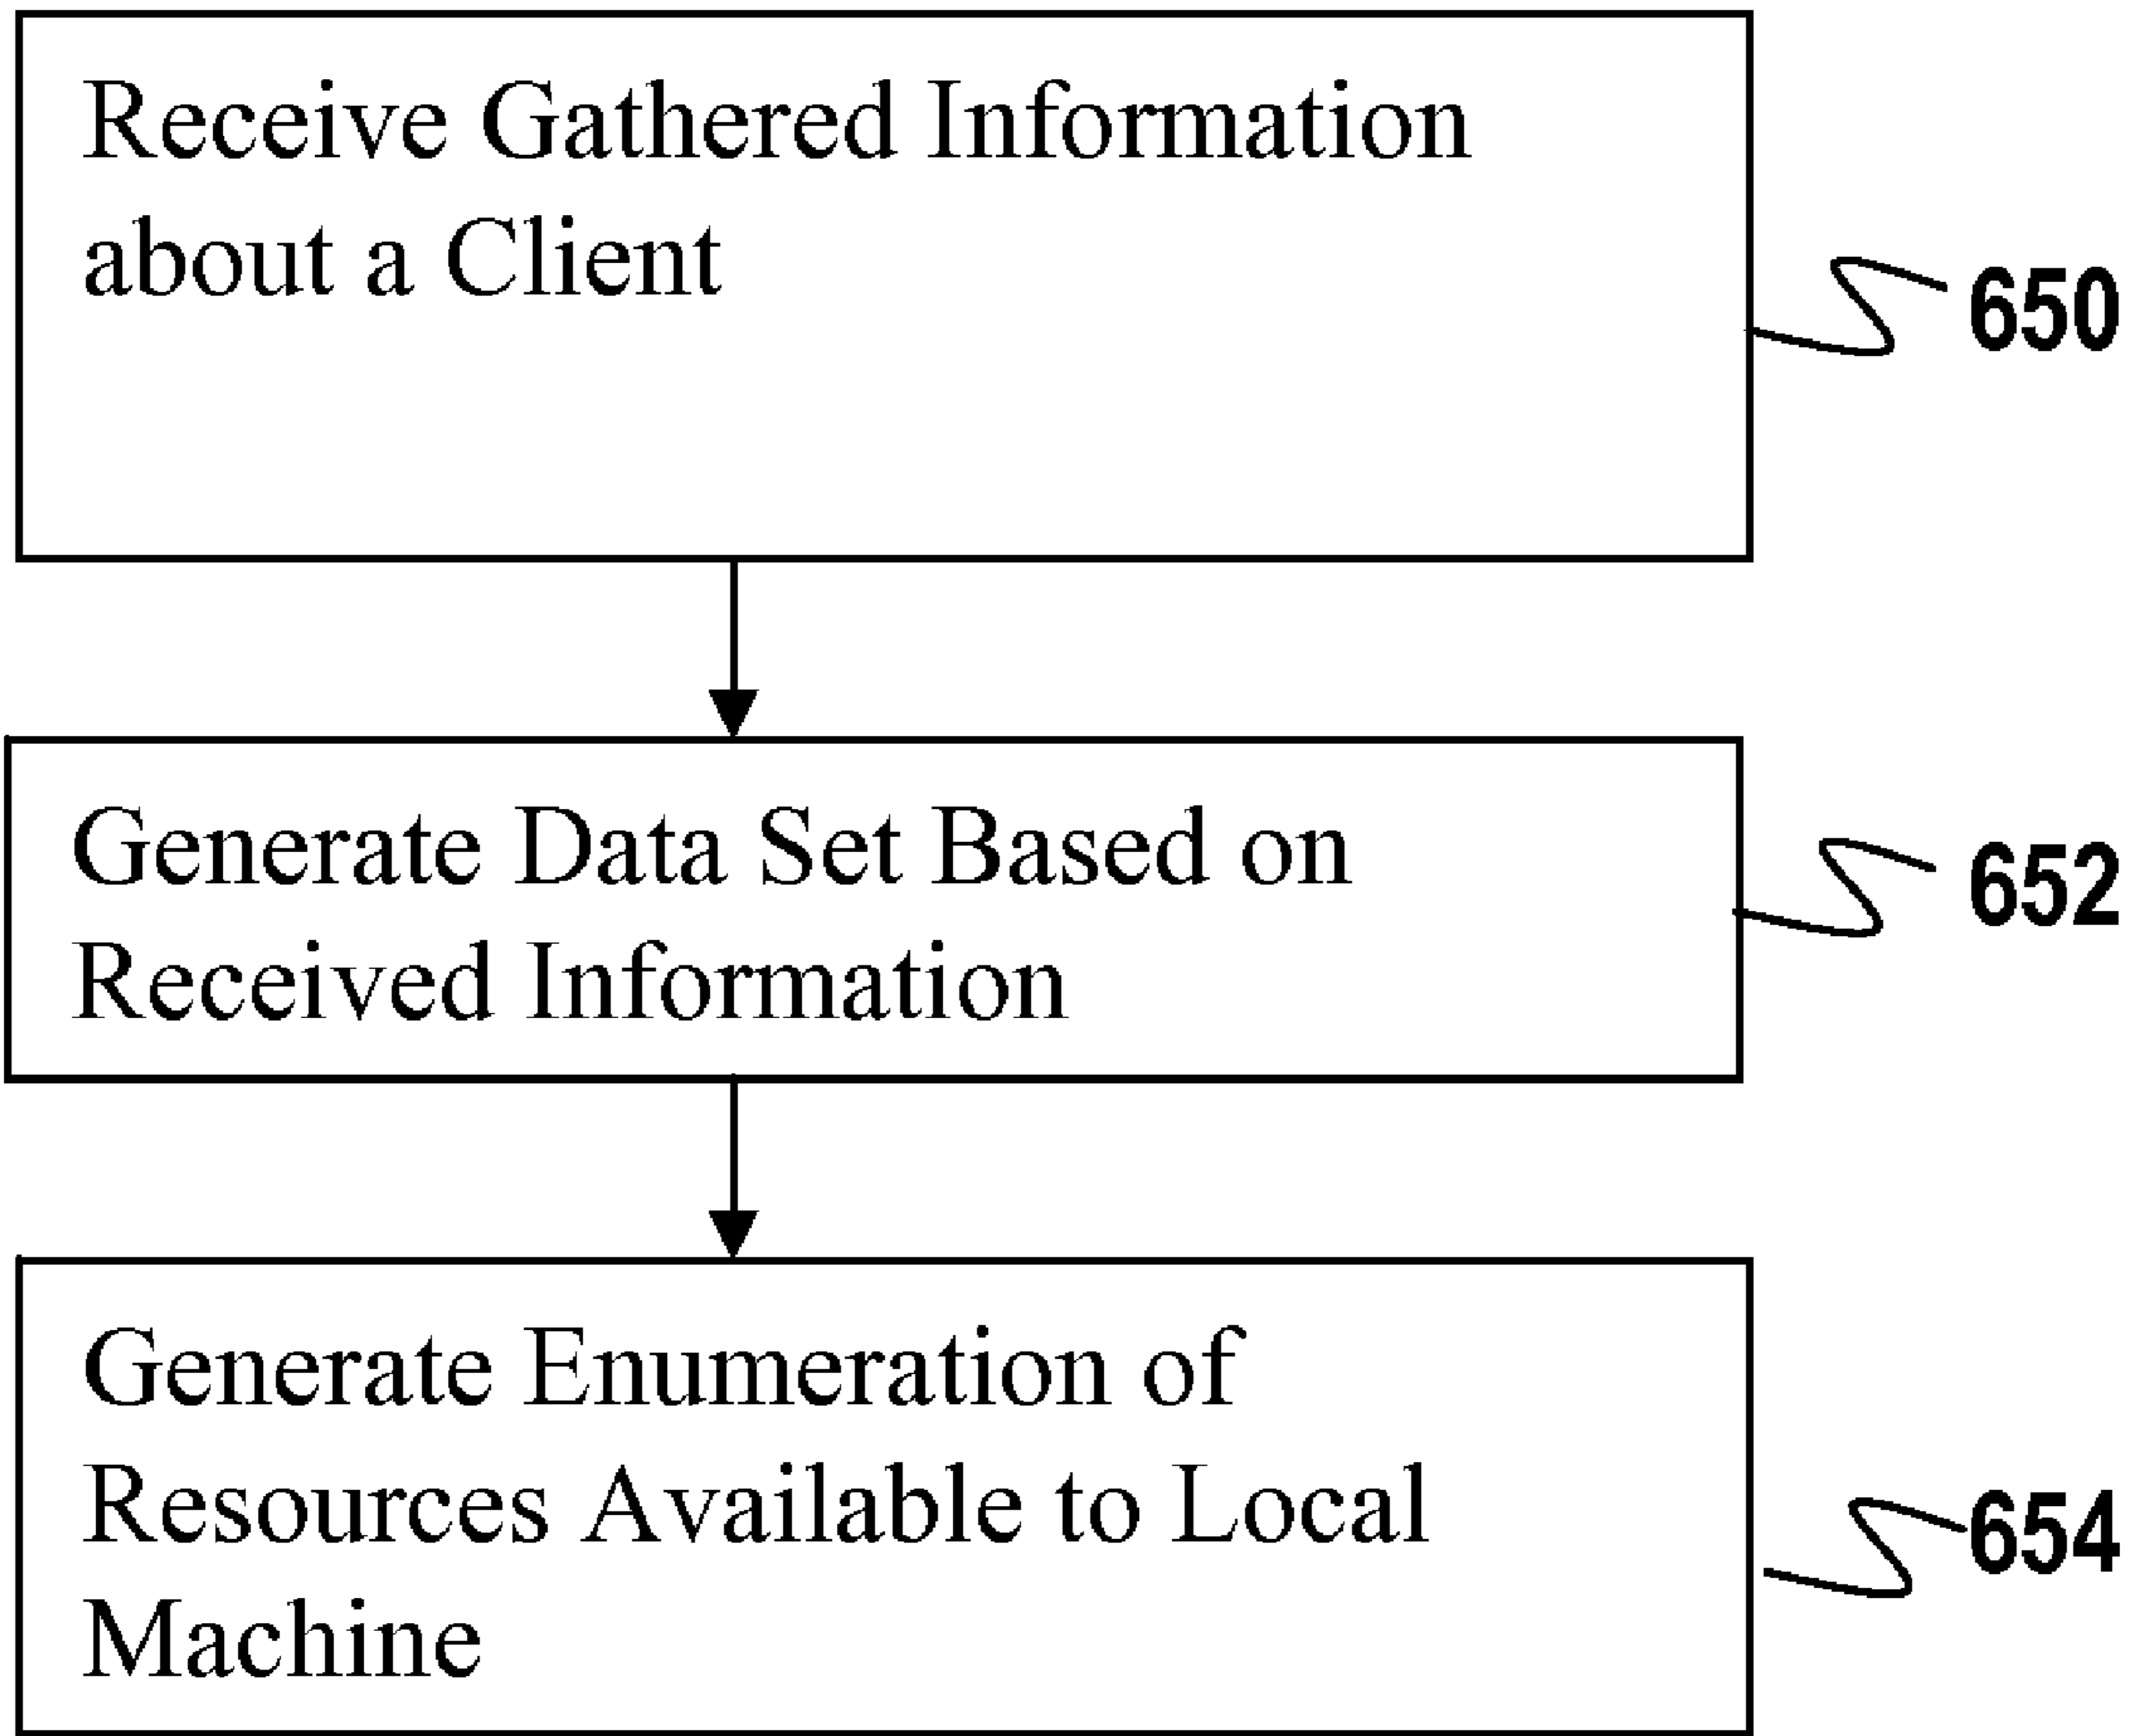 Receive Gathered Information
about a Client
650
Generate Data Set Based on
Received Information
652
Generate Enumeration of
Resources Available to Local
Machine
654